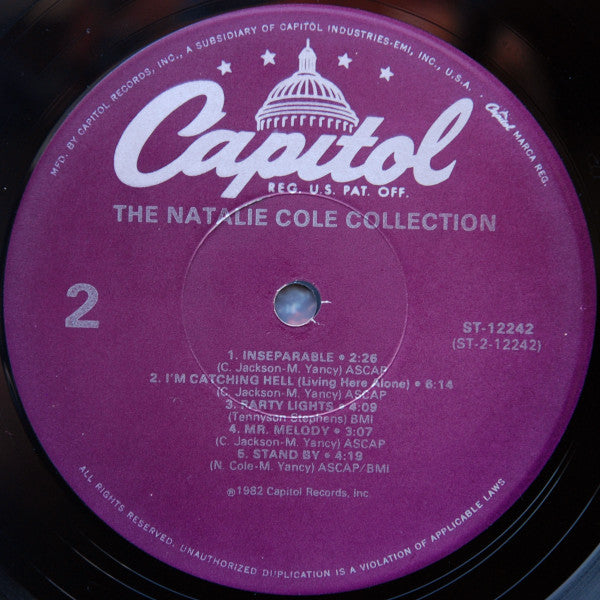 MFD. BY CAPITOL RECORDS, INC., A SUBSIDIARY OF CAPITOL INDUSTRIES-EMI, INC., U.S.A.
Capitol MARCA REG.
Capitol
REG. U.S. PAT. OFF.
THE NATALIE COLE COLLECTION
2
ST-12242
(ST-2-12242)
1. INSEPARABLE • 2:26
(C. Jackson-M. Yancy) ASCAP
2. I'M CATCHING HELL (Living Here Alone) • 6:14
(C. Jackson-M. Yancy) ASCAP
3. PARTY LIGHTS • 4:09
(Tennyson Stephens) BMI
4. MR. MELODY • 3:07
(C. Jackson-M. Yancy) ASCAP
5. STAND BY • 4:19
(N. Cole-M. Yancy) ASCAP/BMI
℗1982 Capitol Records, Inc.
ALL RIGHTS RESERVED. UNAUTHORIZED DUPLICATION IS A VIOLATION OF APPLICABLE LAWS